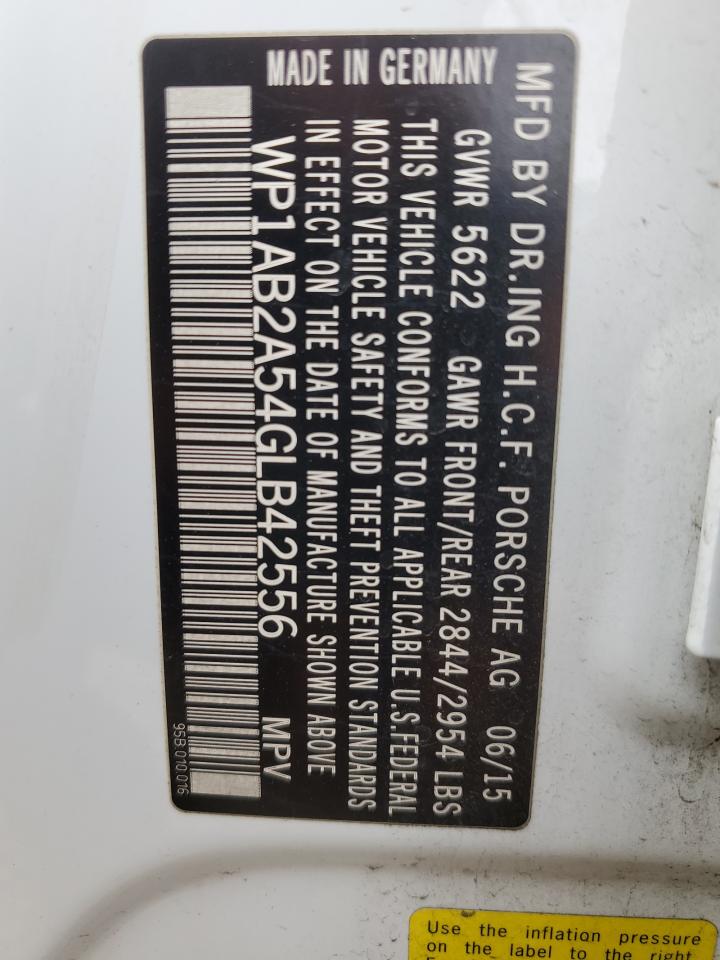 MFD BY DR.ING H.C.F. PORSCHE AG 06/15
GVWR 5622 GAWR FRONT/REAR 2844/2954 LBS
THIS VEHICLE CONFORMS TO ALL APPLICABLE U.S.FEDERAL
MOTOR VEHICLE SAFETY AND THEFT PREVENTION STANDARDS
IN EFFECT ON THE DATE OF MANUFACTURE SHOWN ABOVE
WP1AB2A54GLB42556 MPV
95B.010.016
MADE IN GERMANY
Use the inflation pressure
on the label to the right.